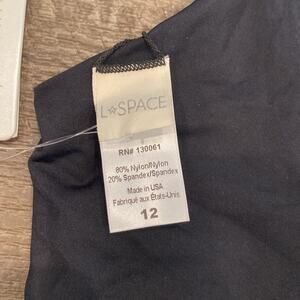 L*SPACE
RN# 130061
80% Nylon/Nylon
20% Spandex/Spandex
Made in USA
Fabriqué aux États-Unis
12